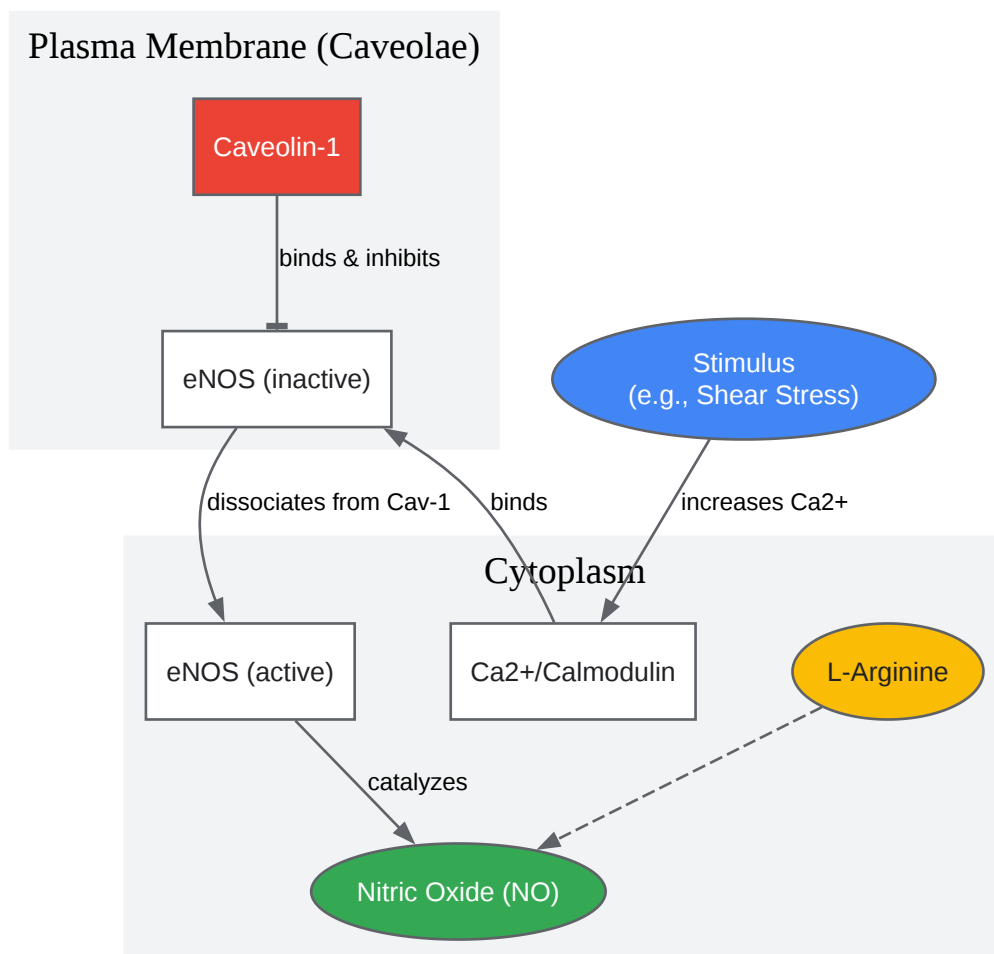 Plasma Membrane (Caveolae)
Caveolin-1
binds & inhibits
eNOS (inactive)
Stimulus
(e.g., Shear Stress)
dissociates from Cav-1
binds
increases Ca2+
Cytoplasm
eNOS (active)
Ca2+/Calmodulin
L-Arginine
catalyzes
Nitric Oxide (NO)